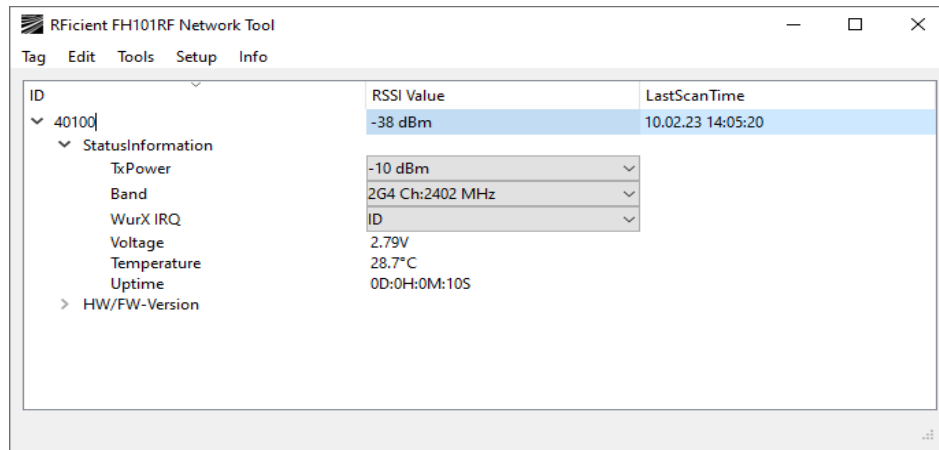 RFicient FH101RF Network Tool
Tag Edit Tools Setup Info
ID RSSI Value LastScanTime
40100 -38 dBm 10.02.23 14:05:20
StatusInformation
TxPower -10 dBm
Band 2G4 Ch:2402 MHz
WurX IRQ ID
Voltage 2.79V
Temperature 28.7°C
Uptime 0D:0H:0M:10S
HW/FW-Version